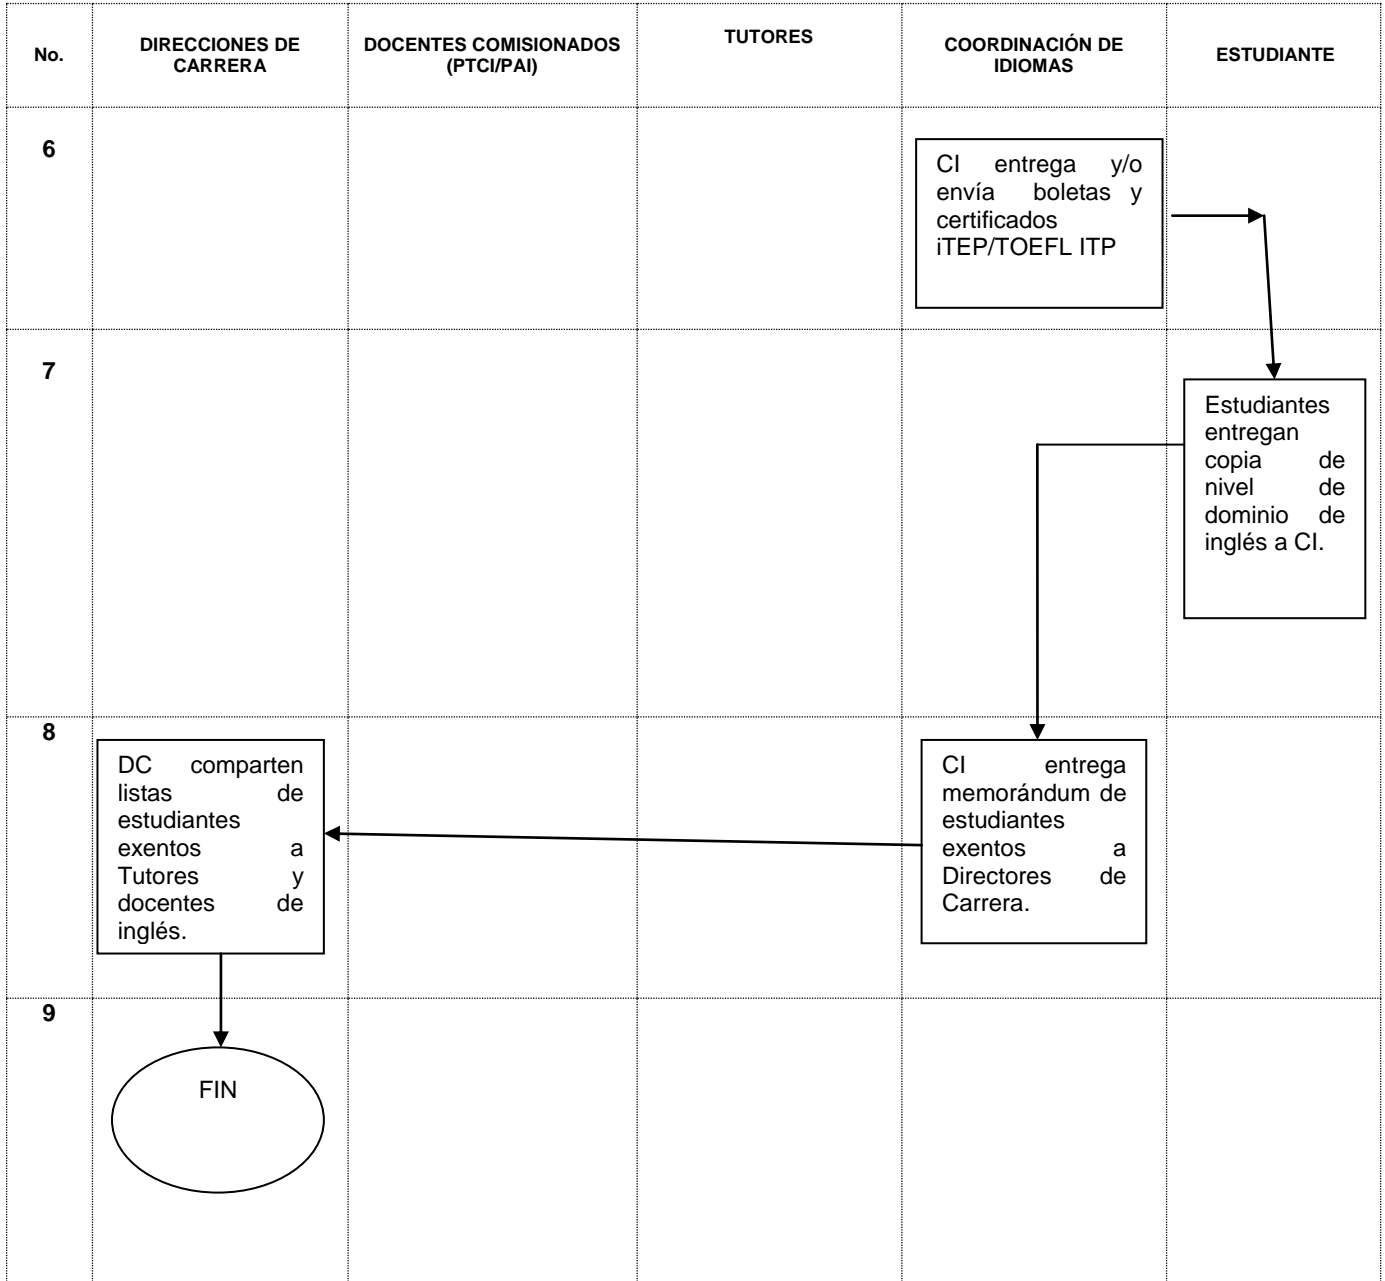 No.
DIRECCIONES DE
CARRERA
DOCENTES COMISIONADOS
(PTCI/PAI)
TUTORES
COORDINACIÓN DE
IDIOMAS
ESTUDIANTE
6
CI entrega y/o
envía boletas y
certificados
iTEP/TOEFL ITP
7
Estudiantes
entregan
copia de
nivel de
dominio de
inglés a CI.
8
DC comparten
listas de
estudiantes
exentos a
Tutores y
docentes de
inglés.
CI entrega
memorándum de
estudiantes
exentos a
Directores de
Carrera.
9
FIN